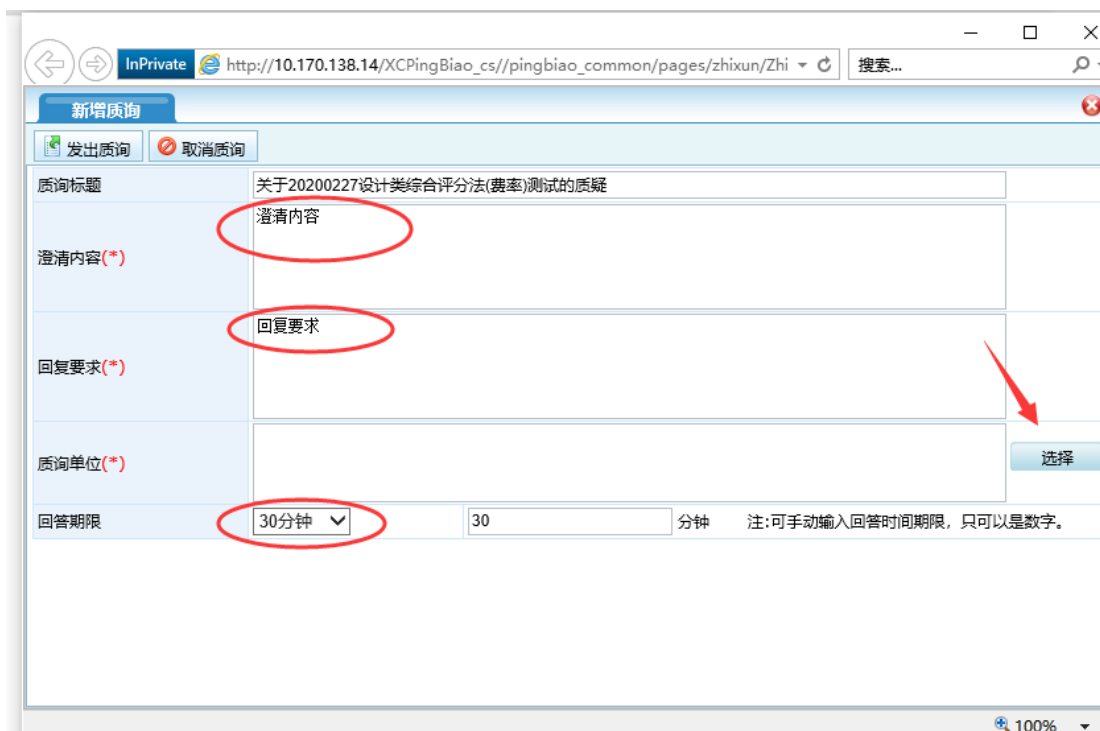 InPrivate http://10.170.138.14/XCPingBiao_cs//pingbiao_common/pages/zhixun/Zhi 搜索...
新增质询
发出质询 取消质询
质询标题 关于20200227设计类综合评分法(费率)测试的质疑
澄清内容
澄清内容(*)
回复要求
回复要求(*)
质询单位(*) 选择
回答期限 30分钟 30 分钟 注:可手动输入回答时间期限，只可以是数字。
100%